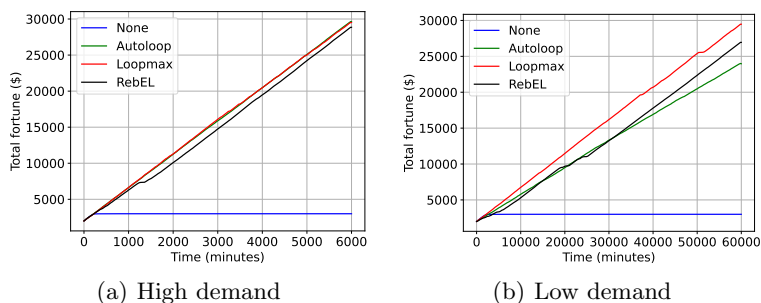 30000
25000
20000
15000
10000
5000
Total fortune ($)
None
Autoloop
Loopmax
RebEL
0 1000 2000 3000 4000 5000 6000
Time (minutes)
(a) High demand
30000
25000
20000
15000
10000
5000
Total fortune ($)
None
Autoloop
Loopmax
RebEL
0 10000 20000 30000 40000 50000 60000
Time (minutes)
(b) Low demand